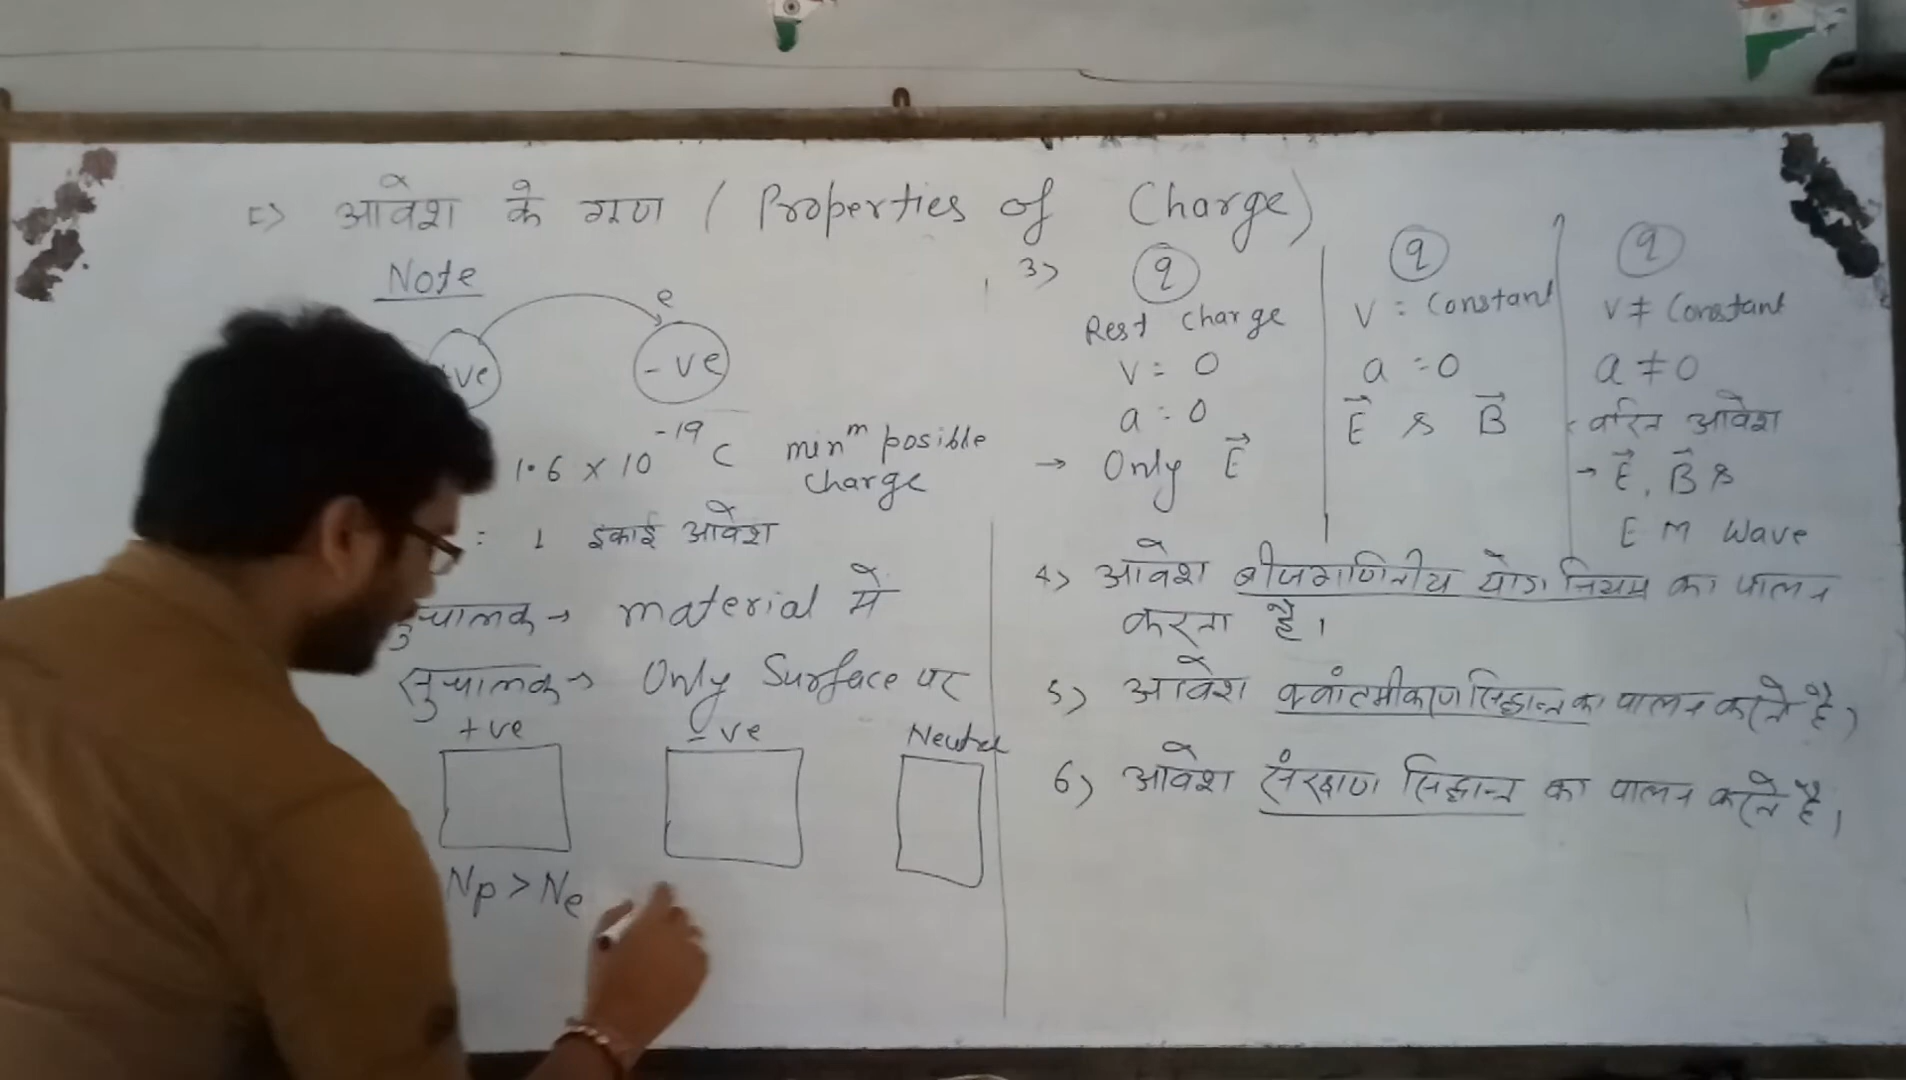 आवेश के गुण ( Properties of Charge)
Note
e
+ve
- ve
1.6 x 10⁻¹⁹ C minᵐ posible
charge
= 1 इकाई आवेश
कुचालक → material में
सुचालक → Only Surface पर
+ve
- ve
Neutral
Np > Ne
3)
q
Rest Charge
v = 0
a = 0
→ Only E⃗
q
v = Constant
a = 0
E⃗ & B⃗
q
v ≠ Constant
a ≠ 0
त्वरित आवेश
→ E⃗, B⃗ &
E M Wave
4) आवेश बीजगणितीय योग नियम का पालन
करता है।
5) आवेश क्वांटमीकरण सिद्धान्त का पालन करते है।
6) आवेश संरक्षण सिद्धान्त का पालन करते है।